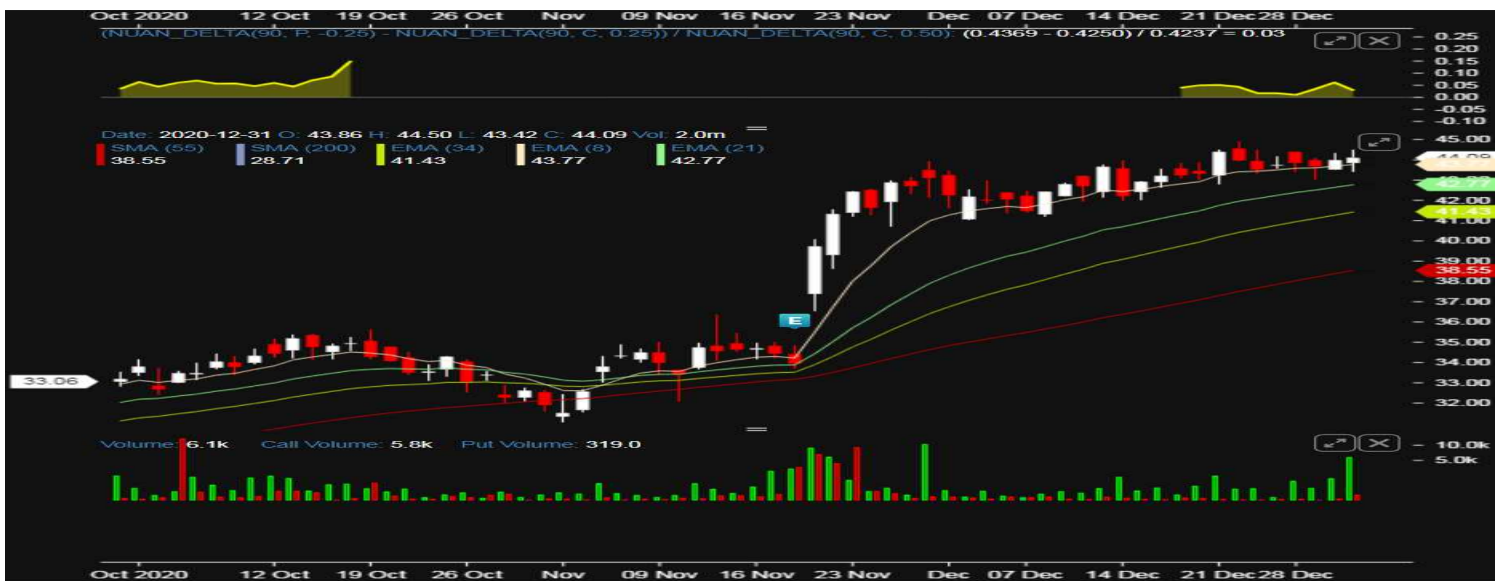 Oct 2020 12 Oct 19 Oct 26 Oct Nov 09 Nov 16 Nov 23 Nov Dec 07 Dec 14 Dec 21 Dec 28 Dec
(NUAN_DELTA(90, P, -0.25) - NUAN_DELTA(90, C, 0.25)) / NUAN_DELTA(90, C, 0.50): (0.4369 - 0.4250) / 0.4237 = 0.03
0.25
0.20
0.15
0.10
0.05
0.00
-0.05
-0.10
Date: 2020-12-31 O: 43.86 H: 44.50 L: 43.42 C: 44.09 Vol: 2.0m
SMA (55) SMA (200) EMA (34) EMA (8) EMA (21)
38.55 28.71 41.43 43.77 42.77
45.00
42.77
42.00
41.43
41.00
40.00
39.00
38.55
38.00
37.00
36.00
E
35.00
34.00
33.06
33.00
32.00
Volume: 6.1k Call Volume: 5.8k Put Volume: 319.0
10.0k
5.0k
Oct 2020 12 Oct 19 Oct 26 Oct Nov 09 Nov 16 Nov 23 Nov Dec 07 Dec 14 Dec 21 Dec 28 Dec